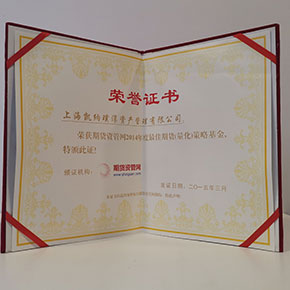 荣誉证书
上海凯纳璞淳资产管理有限公司
荣获期货资管网2014年度最佳期货(量化)策略基金。
特颁此证！
颁证机构：
期货资管网
发证日期：二〇一五年三月